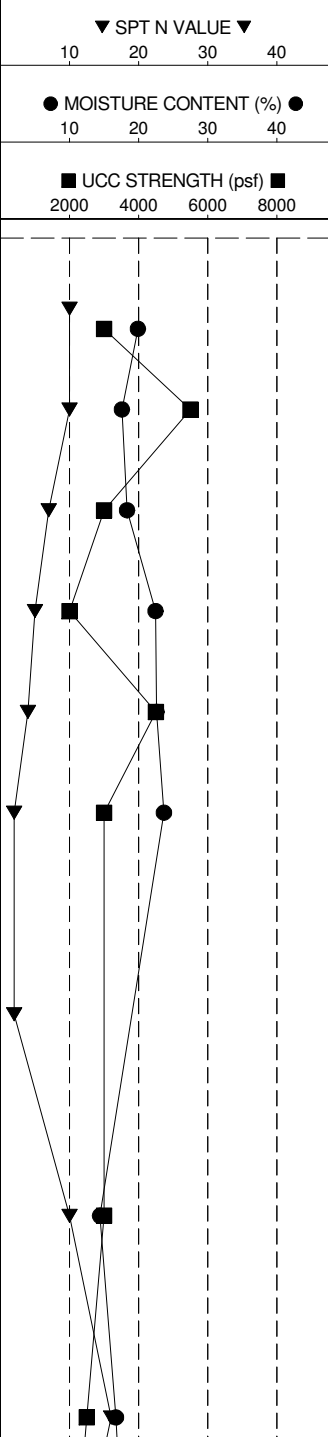 ▼ SPT N VALUE ▼
10 20 30 40
● MOISTURE CONTENT (%) ●
10 20 30 40
■ UCC STRENGTH (psf) ■
2000 4000 6000 8000